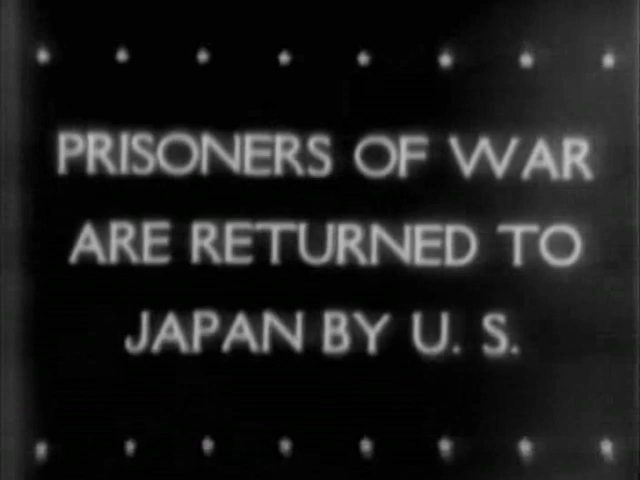 PRISONERS OF WAR
ARE RETURNED TO
JAPAN BY U. S.